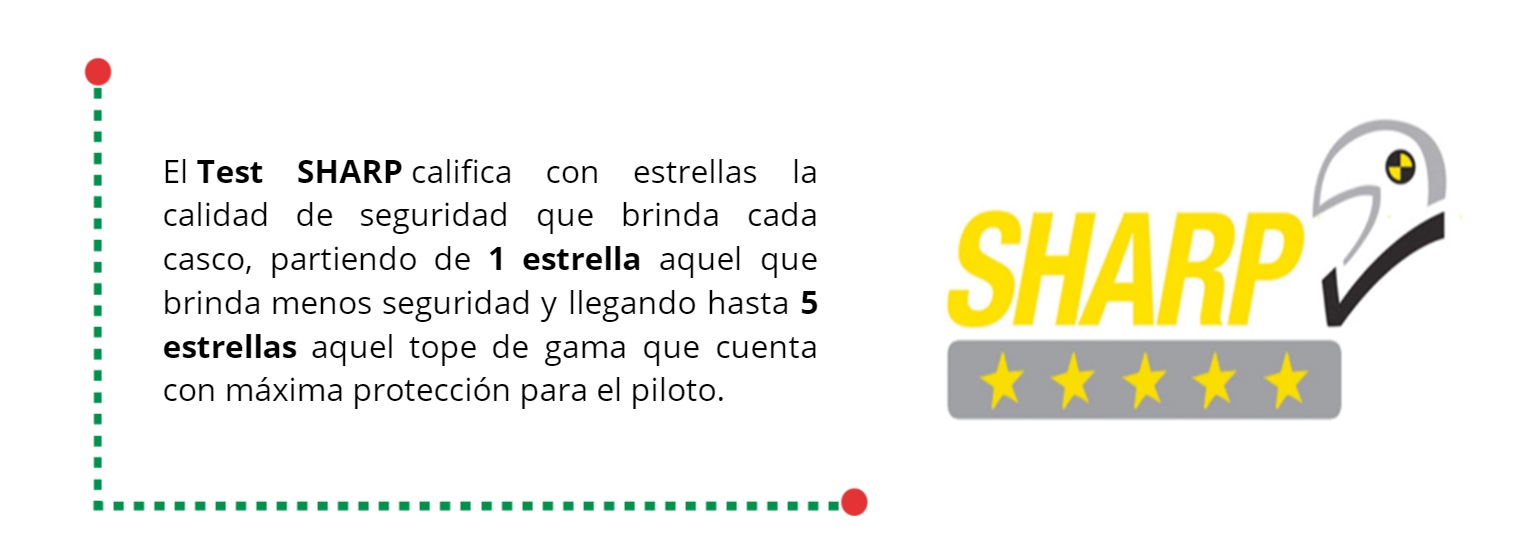 El Test SHARP califica con estrellas la
calidad de seguridad que brinda cada
casco, partiendo de 1 estrella aquel que
brinda menos seguridad y llegando hasta 5
estrellas aquel tope de gama que cuenta
con máxima protección para el piloto.
SHARP